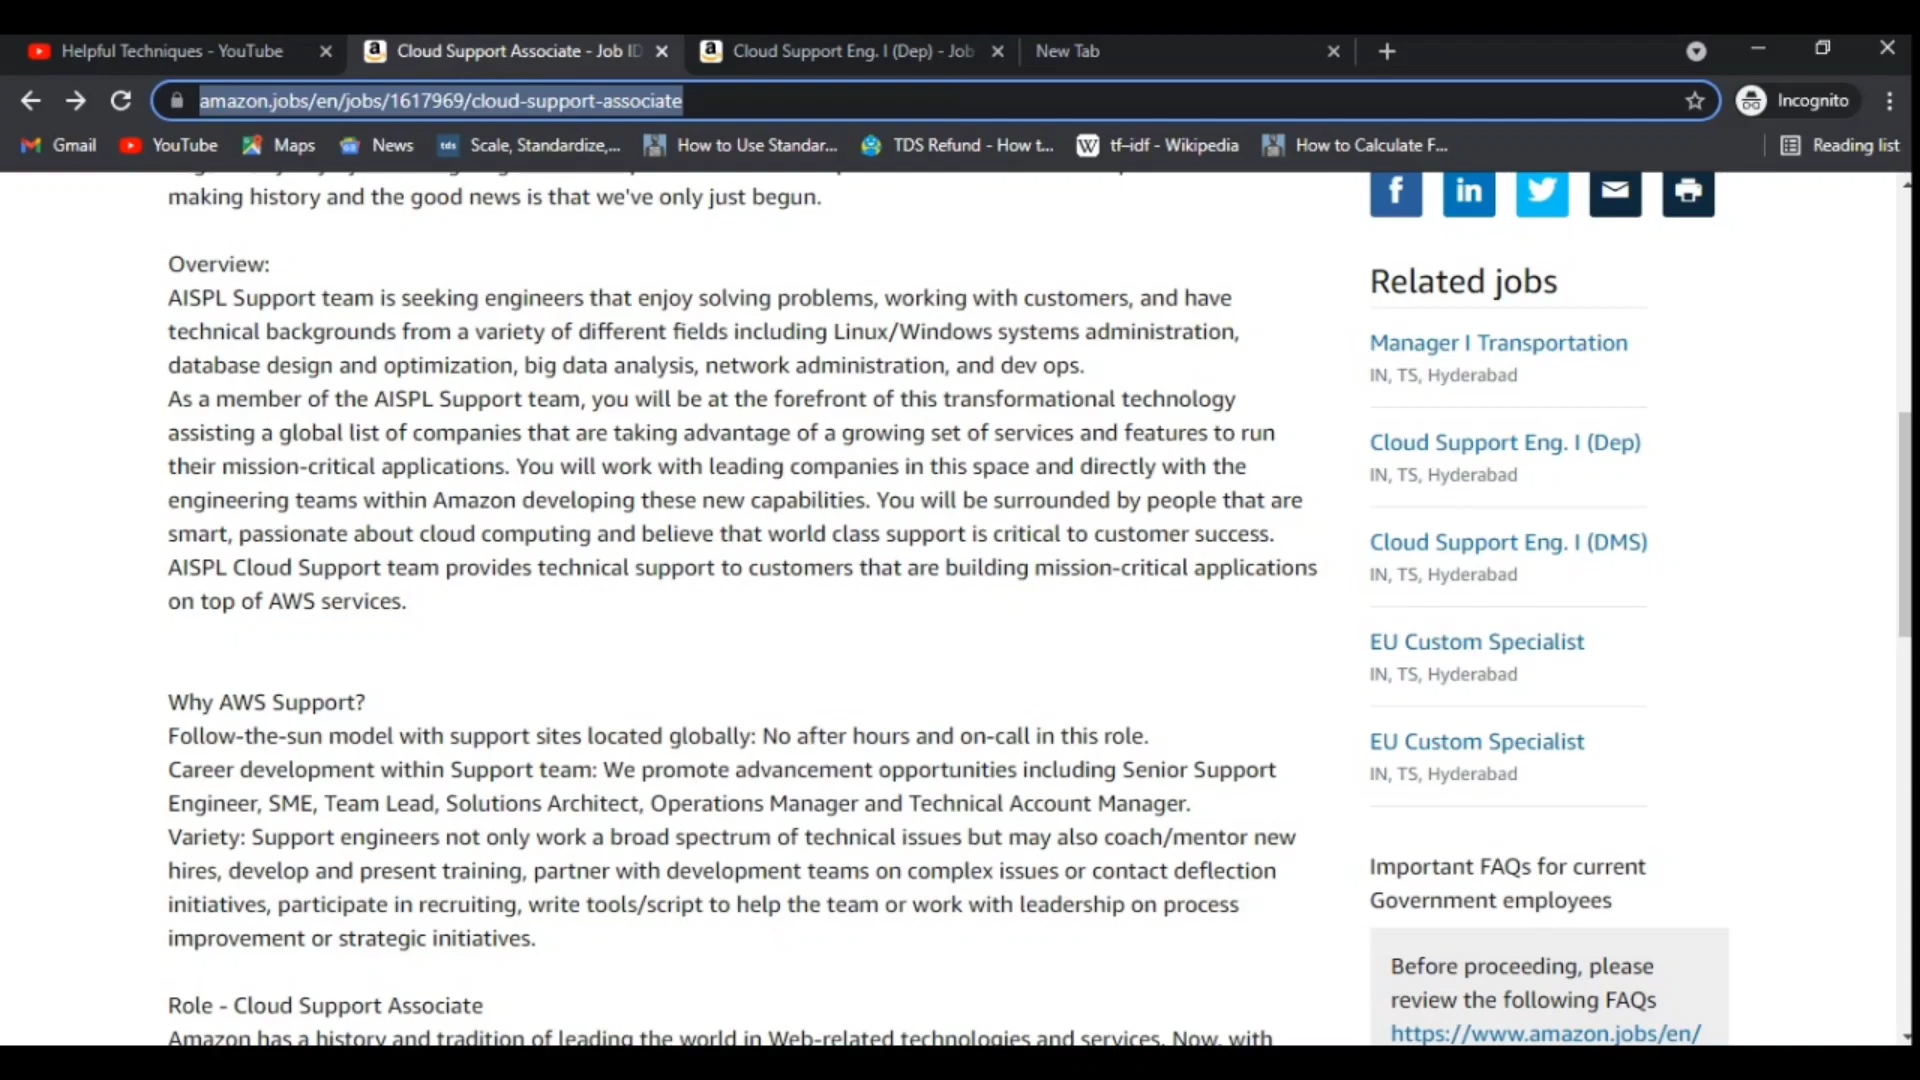 Helpful Techniques - YouTube
Cloud Support Associate - Job ID
Cloud Support Eng. I (Dep) - Job
New Tab
amazon.jobs/en/jobs/1617969/cloud-support-associate
Incognito
Gmail
YouTube
Maps
News
tds
Scale, Standardize,...
How to Use Standar...
TDS Refund - How t...
W
tf–idf - Wikipedia
How to Calculate F...
Reading list
making history and the good news is that we've only just begun.
Overview:
AISPL Support team is seeking engineers that enjoy solving problems, working with customers, and have
technical backgrounds from a variety of different fields including Linux/Windows systems administration,
database design and optimization, big data analysis, network administration, and dev ops.
As a member of the AISPL Support team, you will be at the forefront of this transformational technology
assisting a global list of companies that are taking advantage of a growing set of services and features to run
their mission-critical applications. You will work with leading companies in this space and directly with the
engineering teams within Amazon developing these new capabilities. You will be surrounded by people that are
smart, passionate about cloud computing and believe that world class support is critical to customer success.
AISPL Cloud Support team provides technical support to customers that are building mission-critical applications
on top of AWS services.
Why AWS Support?
Follow-the-sun model with support sites located globally: No after hours and on-call in this role.
Career development within Support team: We promote advancement opportunities including Senior Support
Engineer, SME, Team Lead, Solutions Architect, Operations Manager and Technical Account Manager.
Variety: Support engineers not only work a broad spectrum of technical issues but may also coach/mentor new
hires, develop and present training, partner with development teams on complex issues or contact deflection
initiatives, participate in recruiting, write tools/script to help the team or work with leadership on process
improvement or strategic initiatives.
Role - Cloud Support Associate
Amazon has a history and tradition of leading the world in Web-related technologies and services. Now, with
Related jobs
Manager I Transportation
IN, TS, Hyderabad
Cloud Support Eng. I (Dep)
IN, TS, Hyderabad
Cloud Support Eng. I (DMS)
IN, TS, Hyderabad
EU Custom Specialist
IN, TS, Hyderabad
EU Custom Specialist
IN, TS, Hyderabad
Important FAQs for current
Government employees
Before proceeding, please
review the following FAQs
https://www.amazon.jobs/en/